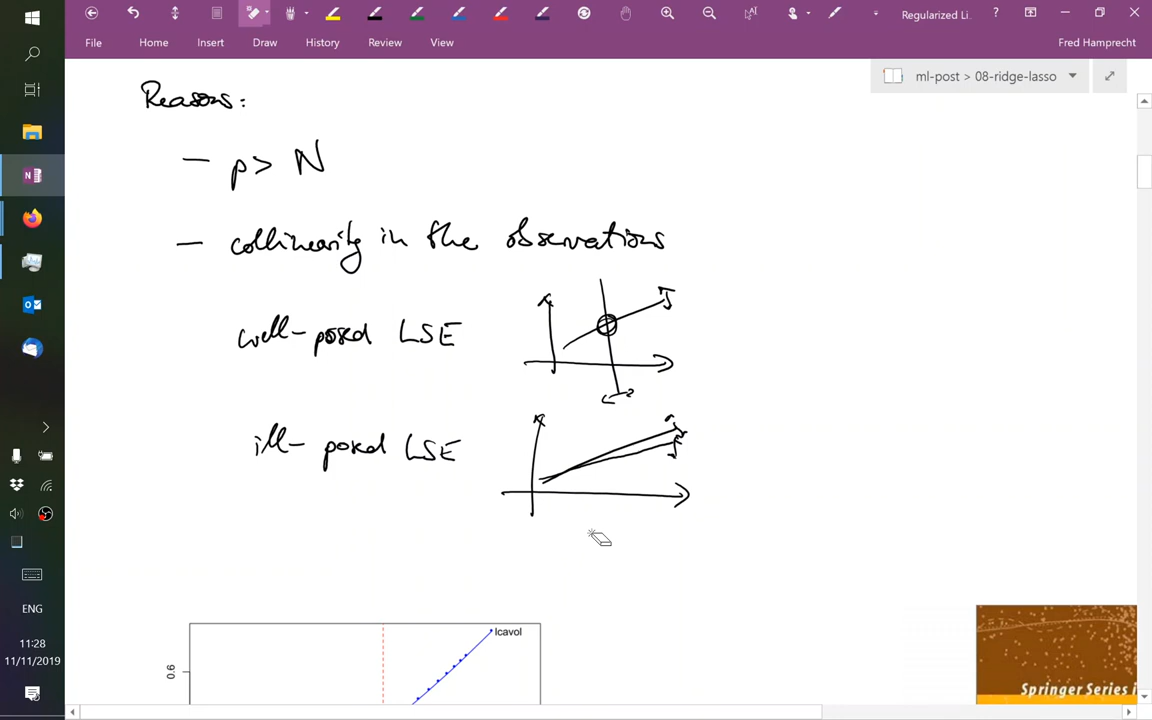 Regularized Li..
?
File Home Insert Draw History Review View
Fred Hamprecht
ml-post > 08-ridge-lasso
Reasons:
– p > N
– collinearity in the observations
well-posed LSE
ill-posed LSE
ENG
11:28
11/11/2019
lcavol
0.6
Springer Series i